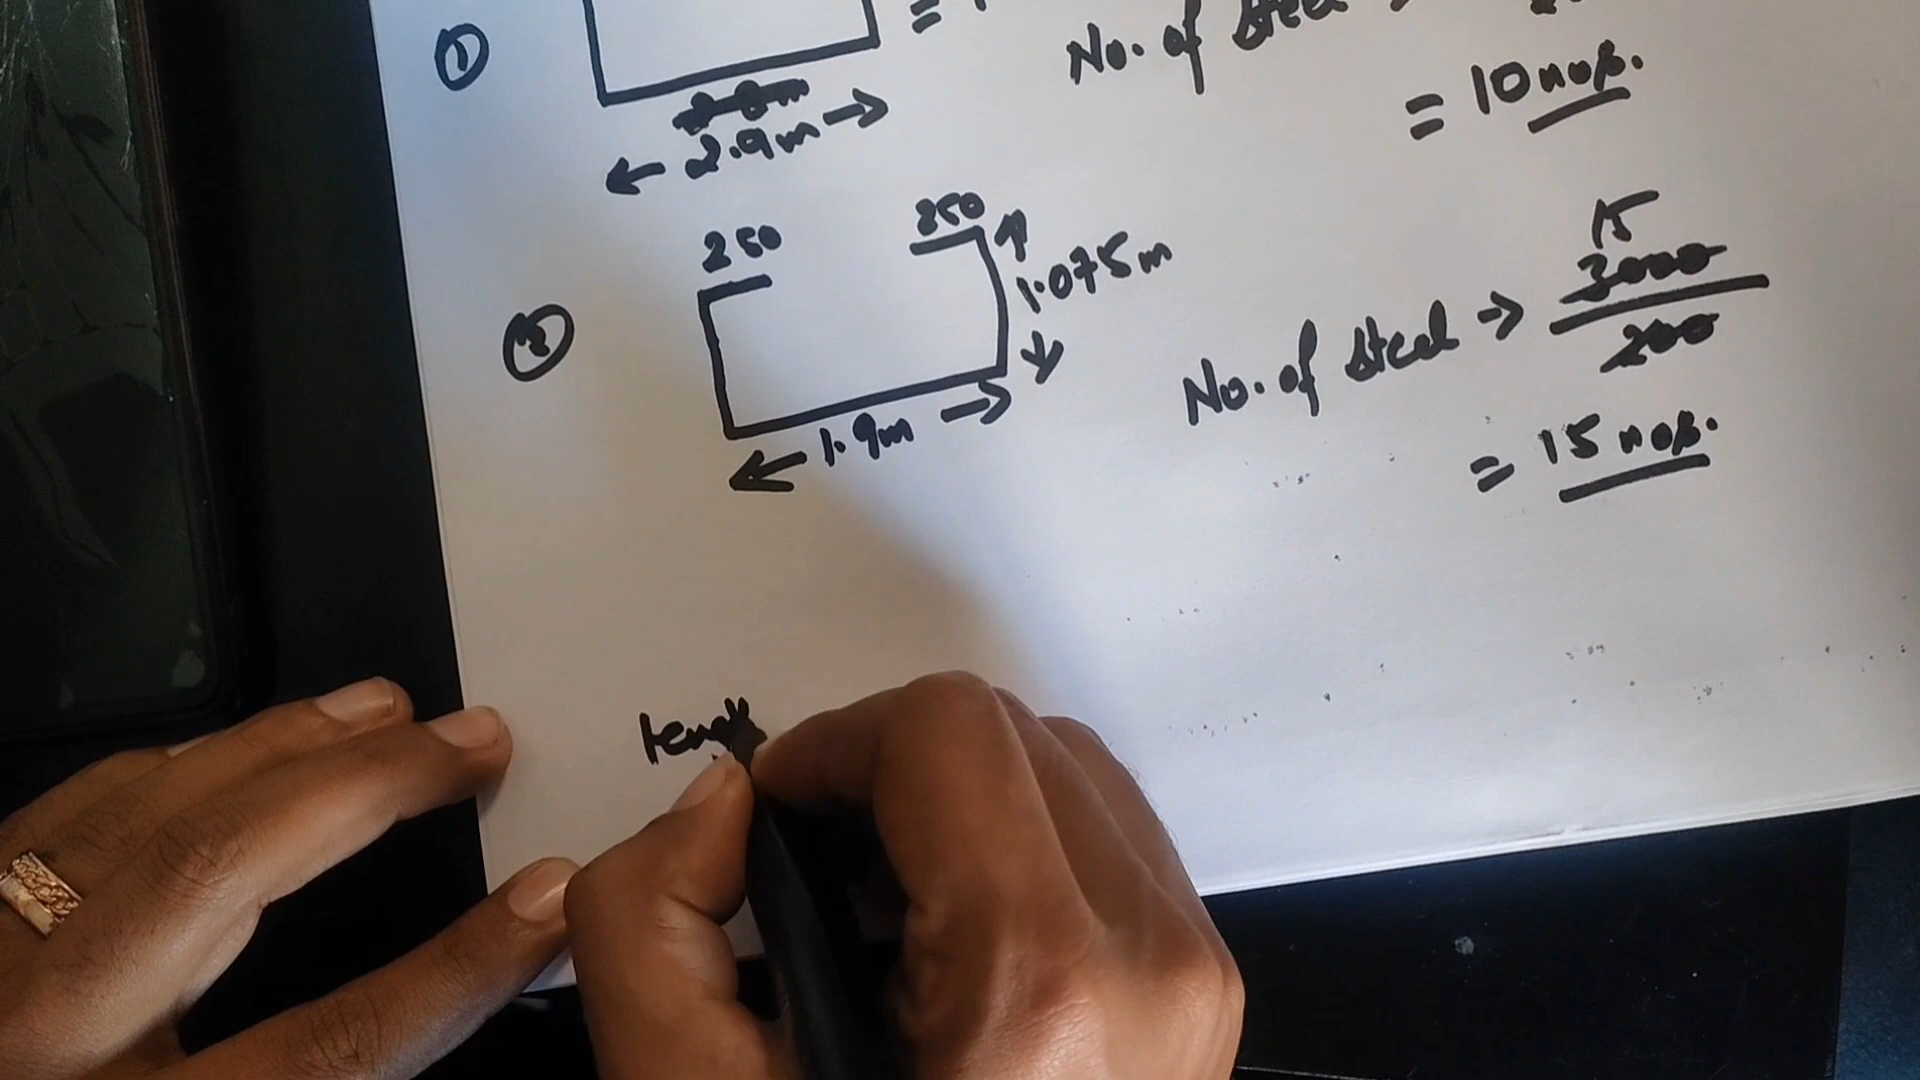 ①
=
No. of steel →
= 10 nos.
2.9m
②
250
250
1.075m
1.9m
No. of steel →
15
3000
200
= 15 nos.
length